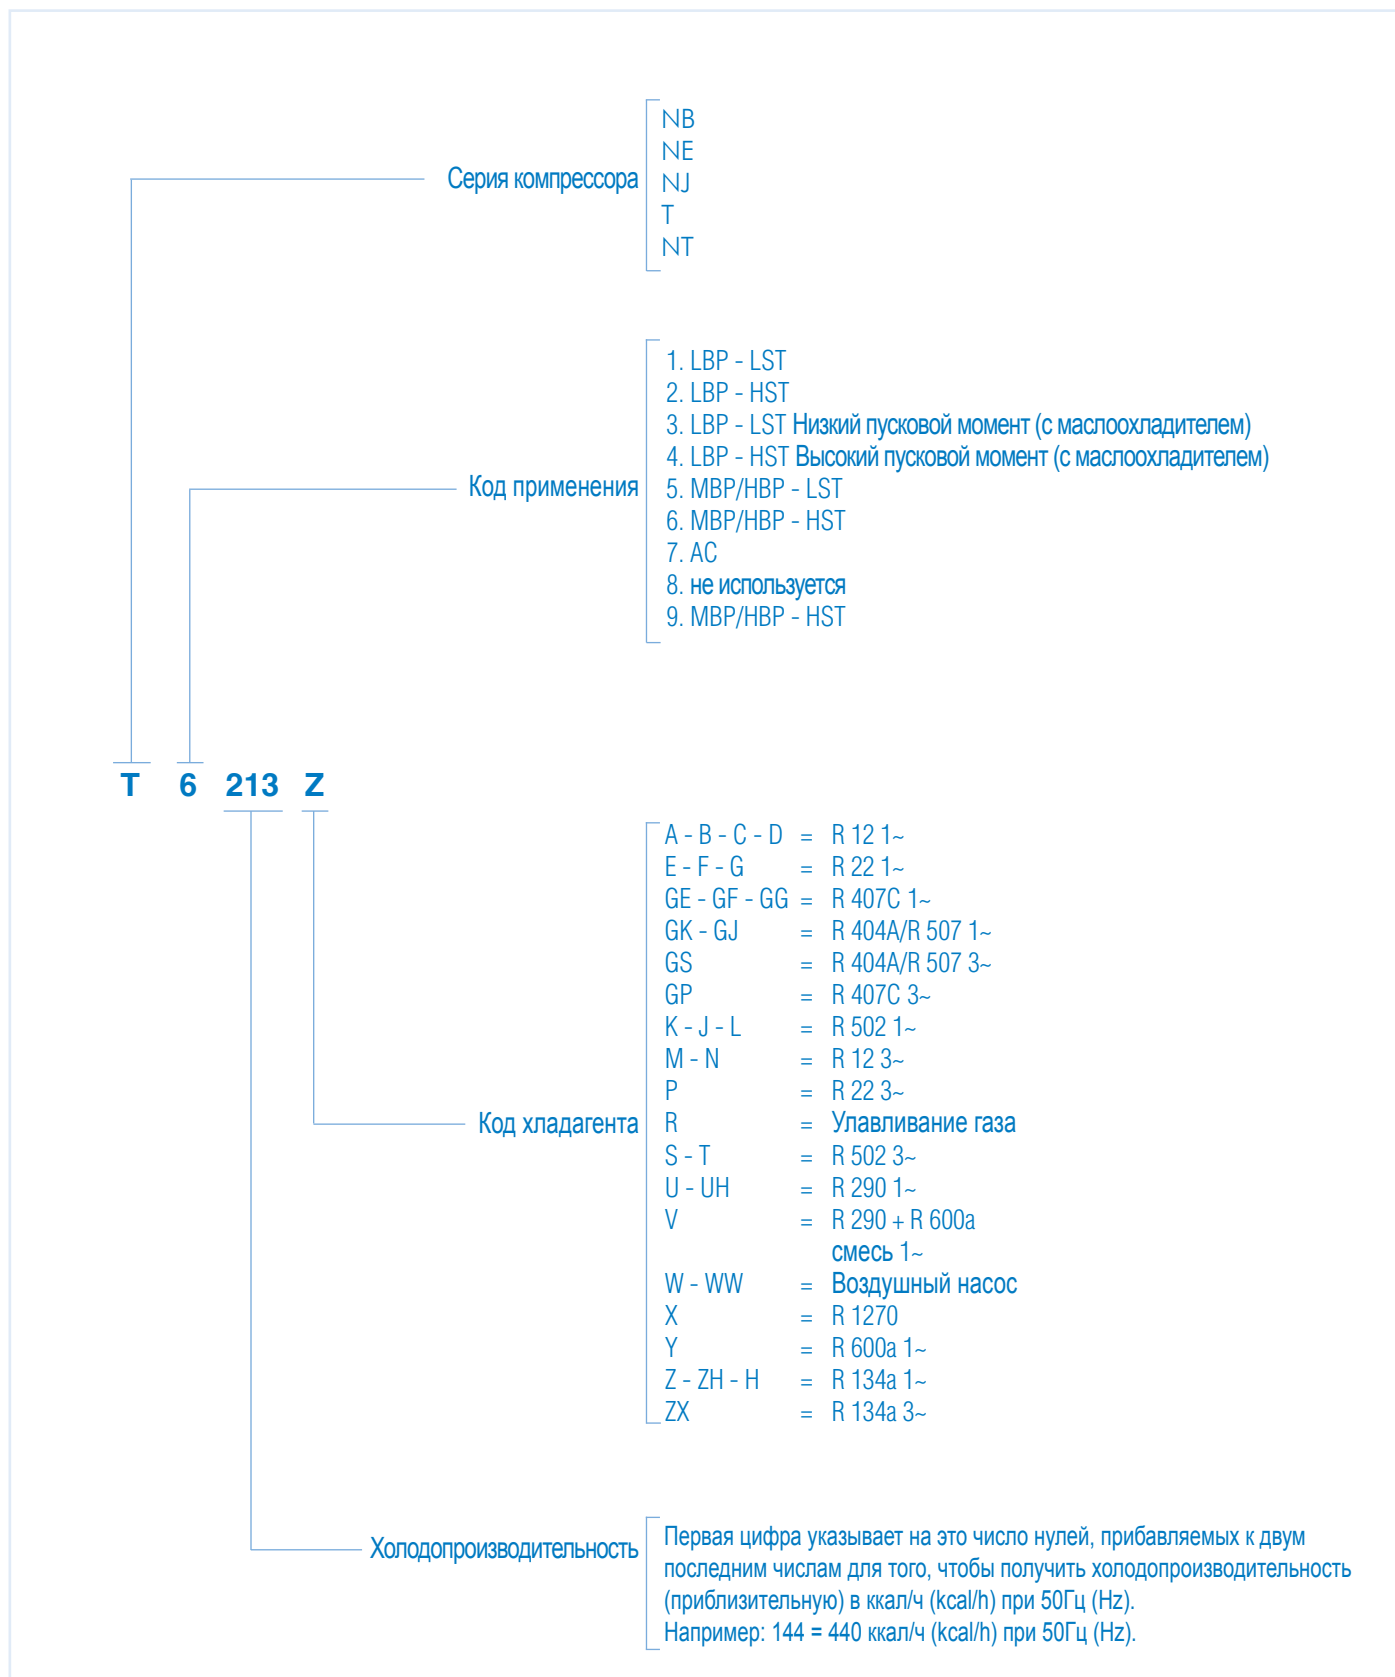 NB
NE
Серия компрессора NJ
T
NT
1. LBP - LST
2. LBP - HST
3. LBP - LST Низкий пусковой момент (с маслоохладителем)
4. LBP - HST Высокий пусковой момент (с маслоохладителем)
Код применения 5. MBP/HBP - LST
6. MBP/HBP - HST
7. AC
8. не используется
9. MBP/HBP - HST
T 6 213 Z
A - B - C - D = R 12 1~
E - F - G = R 22 1~
GE - GF - GG = R 407C 1~
GK - GJ = R 404A/R 507 1~
GS = R 404A/R 507 3~
GP = R 407C 3~
K - J - L = R 502 1~
M - N = R 12 3~
P = R 22 3~
Код хладагента R = Улавливание газа
S - T = R 502 3~
U - UH = R 290 1~
V = R 290 + R 600a
смесь 1~
W - WW = Воздушный насос
X = R 1270
Y = R 600a 1~
Z - ZH - H = R 134a 1~
ZX = R 134a 3~
Холодопроизводительность
Первая цифра указывает на это число нулей, прибавляемых к двум
последним числам для того, чтобы получить холодопроизводительность
(приблизительную) в ккал/ч (kcal/h) при 50Гц (Hz).
Например: 144 = 440 ккал/ч (kcal/h) при 50Гц (Hz).